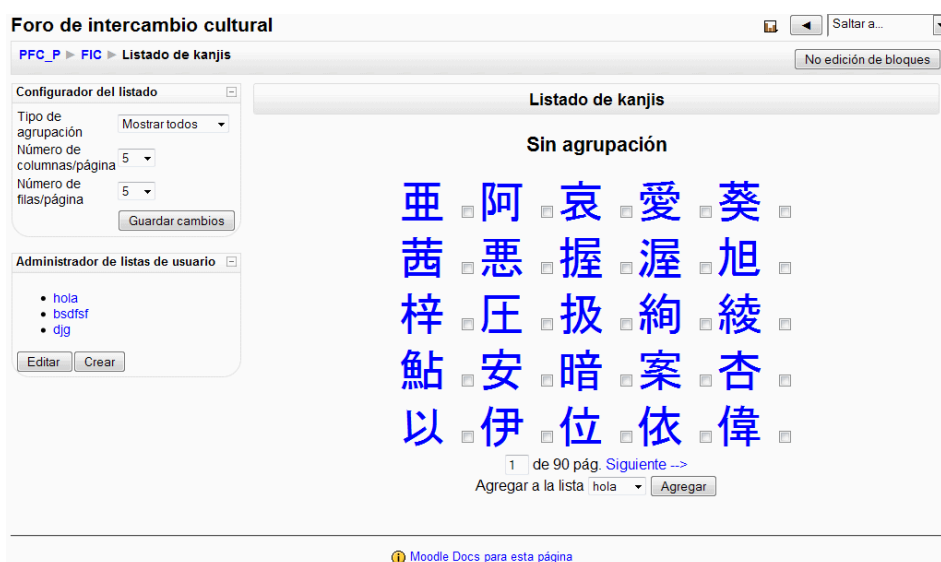 Foro de intercambio cultural
Saltar a...
PFC_P ► FIC ► Listado de kanjis
No edición de bloques
Configurador del listado
Tipo de agrupación
Mostrar todos
Número de columnas/página
5
Número de filas/página
5
Guardar cambios
Administrador de listas de usuario
hola
bsdfsf
djg
Editar Crear
Listado de kanjis
Sin agrupación
亜 阿 哀 愛 葵
茜 悪 握 渥 旭
梓 圧 扱 絢 綾
鮎 安 暗 案 杏
以 伊 位 依 偉
1 de 90 pág. Siguiente -->
Agregar a la lista hola Agregar
Moodle Docs para esta página